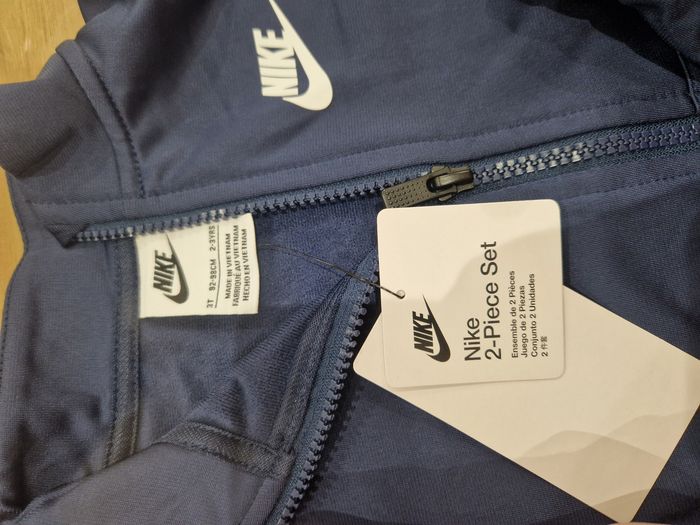 NIKE
NIKE
3T 92-98CM 2-3YRS
MADE IN VIETNAM
FABRIQUÉ AU VIETNAM
HECHO EN VIETNAM
NIKE
Nike
2-Piece Set
Ensemble de 2 Pièces
Juego de 2 Piezas
Conjunto 2 Unidades
2 件套